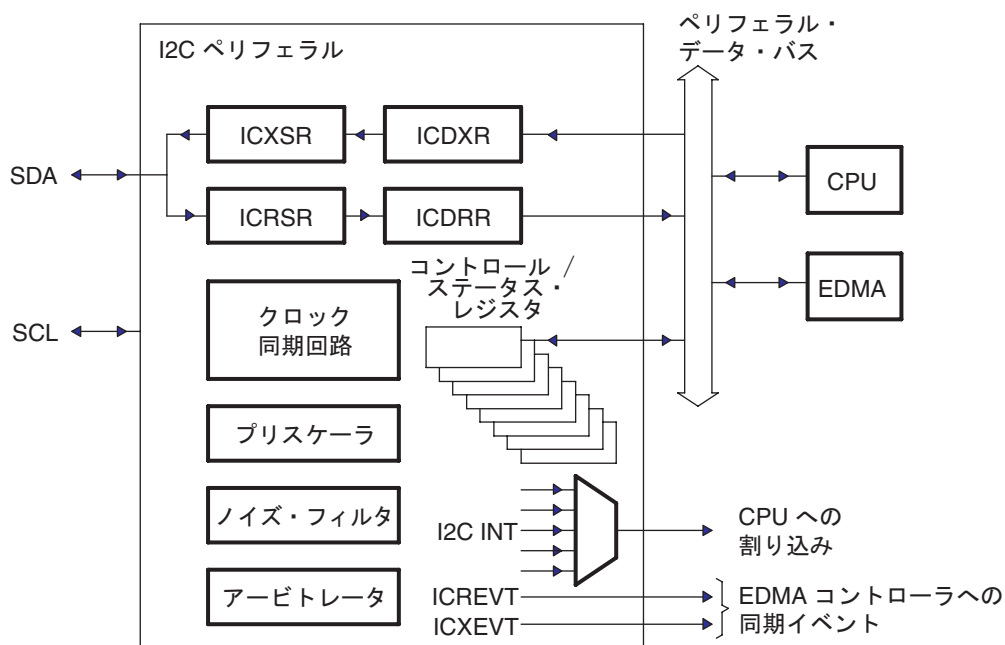 I2C ペリフェラル
ペリフェラル・
データ・バス
ICXSR
ICDXR
SDA
CPU
ICRSR
ICDRR
コントロール /
ステータス・
レジスタ
EDMA
SCL
クロック
同期回路
プリスケーラ
ノイズ・フィルタ
I2C INT
CPU への
割り込み
アービトレータ
ICREVT
ICXEVT
EDMA コントローラへの
同期イベント